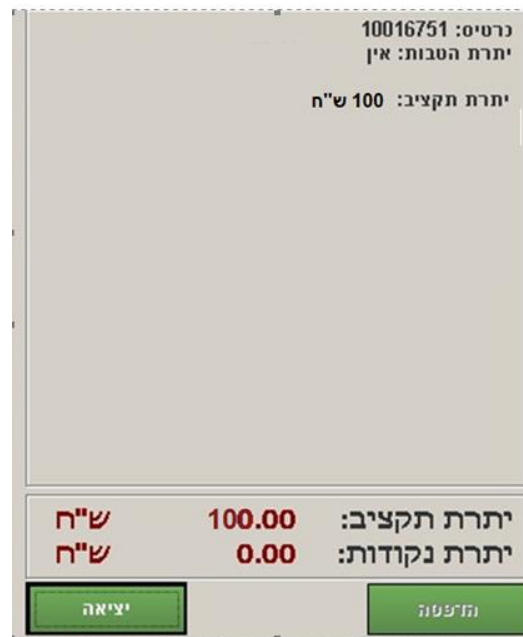 כרטיס: 10016751
יתרת הטבות: אין
יתרת תקציב: 100 ש"ח
יתרת תקציב: 100.00 ש"ח
יתרת נקודות: 0.00 ש"ח
הדפסה
יציאה